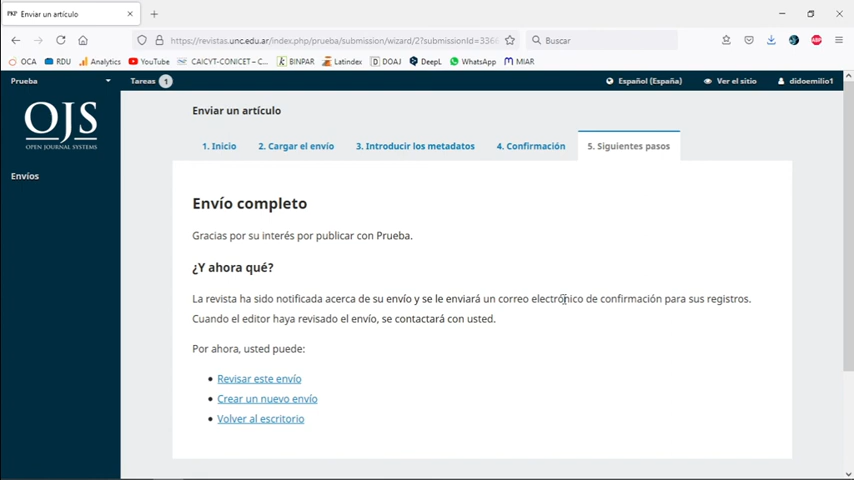 PKP Enviar un artículo
https://revistas.unc.edu.ar/index.php/prueba/submission/wizard/2?submissionId=3366
Buscar
OCA RDU Analytics YouTube CAICYT-CONICET – C... BINPAR Latindex DOAJ DeepL WhatsApp MIAR
Prueba Tareas 1 Español (España) Ver el sitio didoemilio1
OJS
OPEN JOURNAL SYSTEMS
Envíos
Enviar un artículo
1. Inicio 2. Cargar el envío 3. Introducir los metadatos 4. Confirmación 5. Siguientes pasos
Envío completo
Gracias por su interés por publicar con Prueba.
¿Y ahora qué?
La revista ha sido notificada acerca de su envío y se le enviará un correo electrónico de confirmación para sus registros.
Cuando el editor haya revisado el envío, se contactará con usted.
Por ahora, usted puede:
Revisar este envío
Crear un nuevo envío
Volver al escritorio